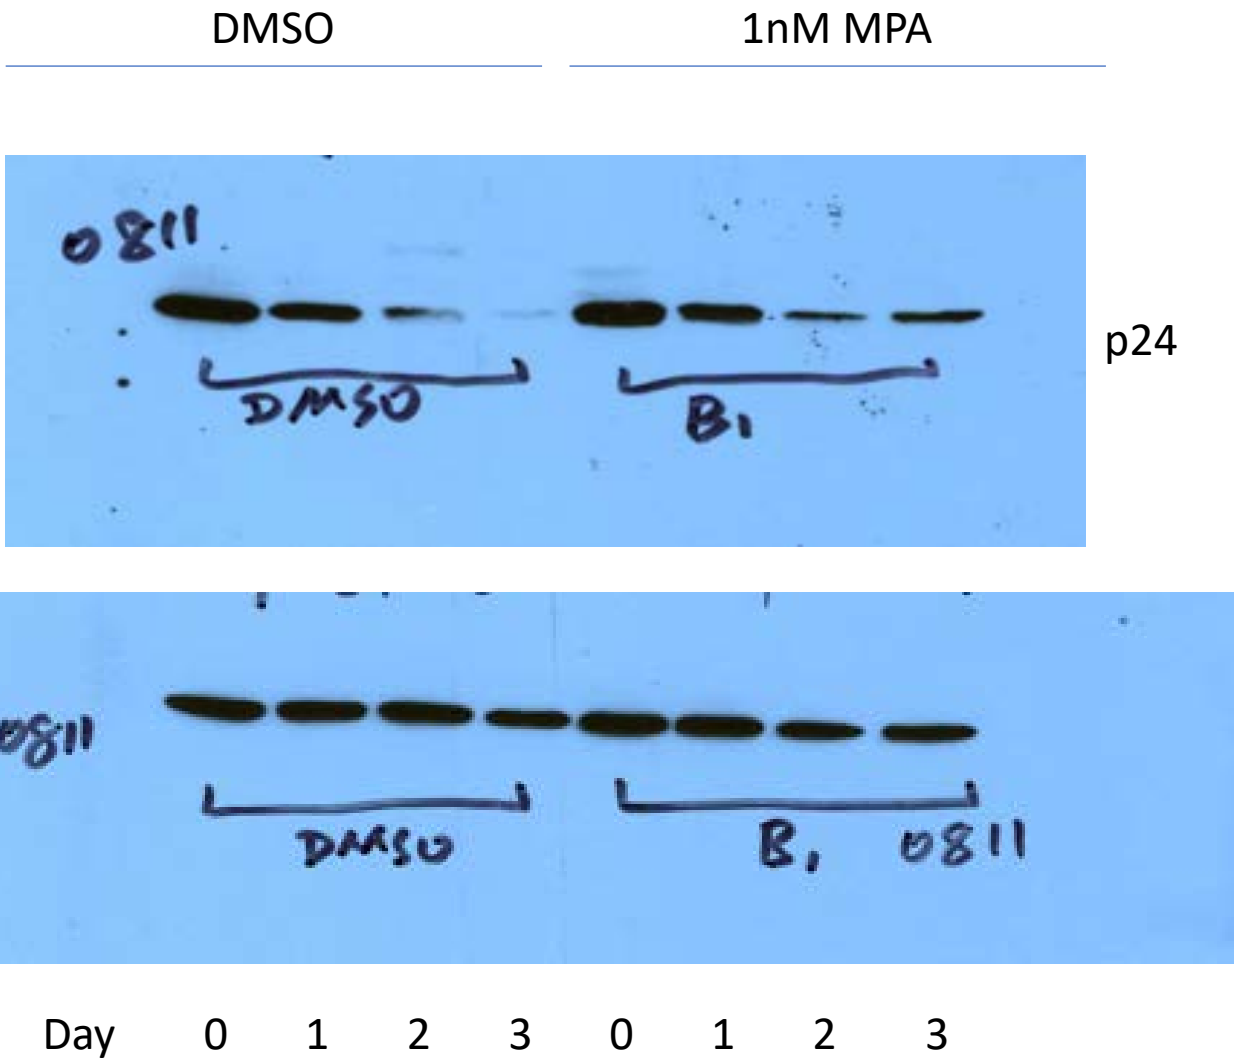 DMSO 1nM MPA
0811
p24
DMSO B1
0811
DMSO B1 0811
Day 0 1 2 3 0 1 2 3